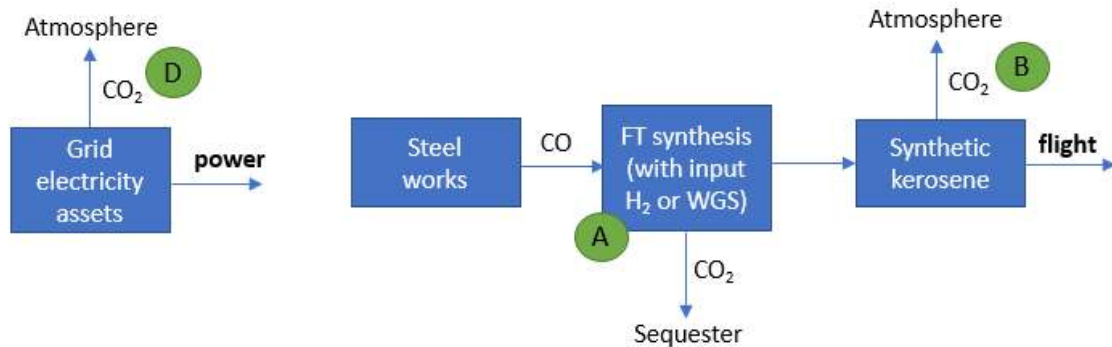 Atmosphere
CO₂
D
Grid
electricity
assets
power
Steel
works
CO
FT synthesis
(with input
H₂ or WGS)
A
CO₂
Sequester
Atmosphere
CO₂
B
Synthetic
kerosene
flight